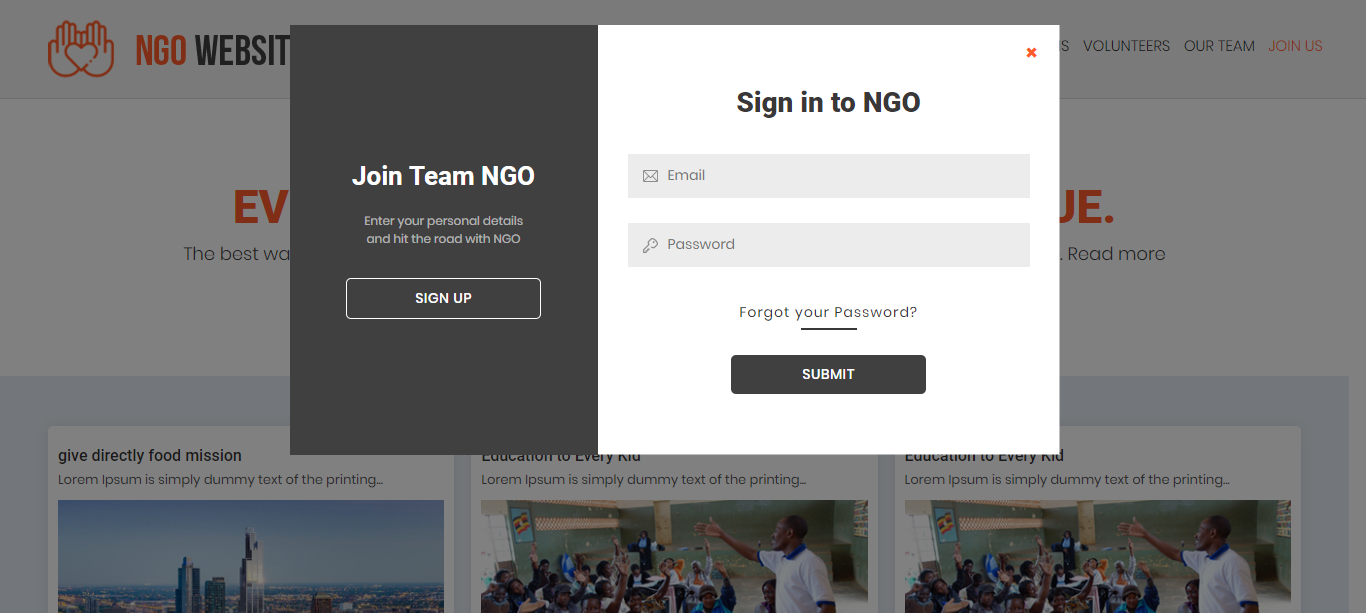 NGO WEBSIT
VOLUNTEERS OUR TEAM JOIN US
Sign in to NGO
Join Team NGO
Enter your personal details
and hit the road with NGO
SIGN UP
Email
Password
Forgot your Password?
SUBMIT
EV UE.
The best wa . Read more
give directly food mission
Lorem Ipsum is simply dummy text of the printing...
Education to Every Kid
Lorem Ipsum is simply dummy text of the printing...
Education to Every Kid
Lorem Ipsum is simply dummy text of the printing...